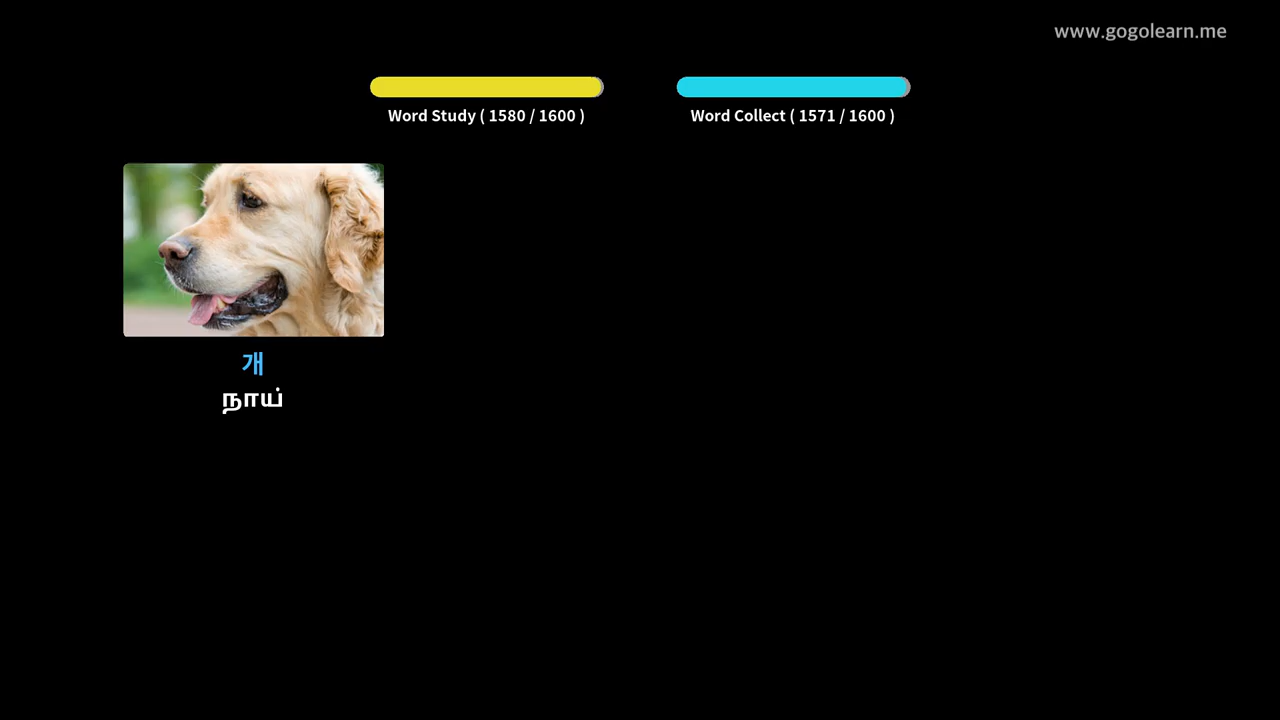 www.gogolearn.me
Word Study ( 1580 / 1600 )
Word Collect ( 1571 / 1600 )
개
நாய்